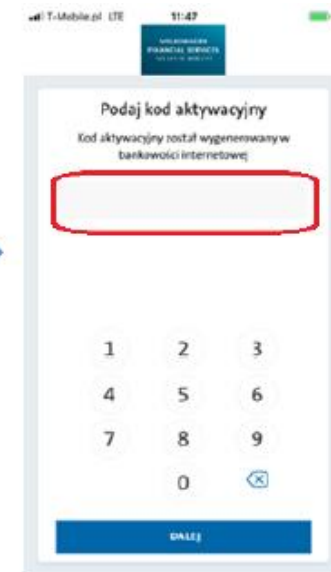 T-Mobile.pl LTE 11:47
VOLKSWAGEN
FINANCIAL SERVICES
Podaj kod aktywacyjny
Kod aktywacyjny został wygenerowany w
bankowości internetowej
1 2 3
4 5 6
7 8 9
0
DALEJ